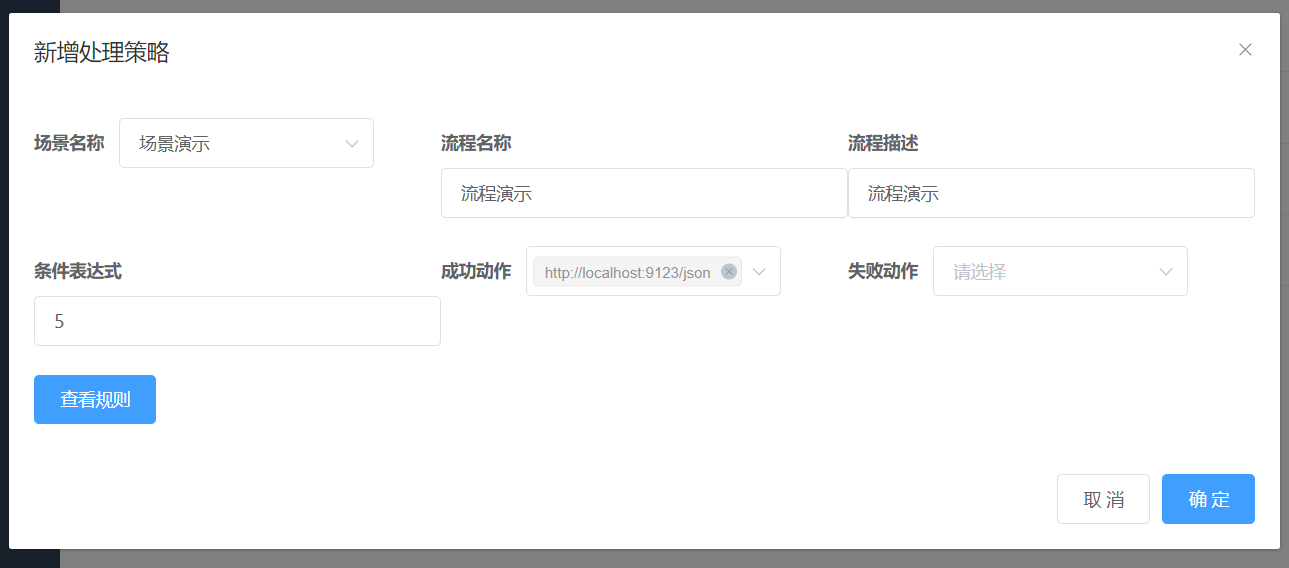 新增处理策略
场景名称 场景演示 流程名称 流程描述
流程演示 流程演示
条件表达式 成功动作 http://localhost:9123/json 失败动作 请选择
5
查看规则
取 消 确 定